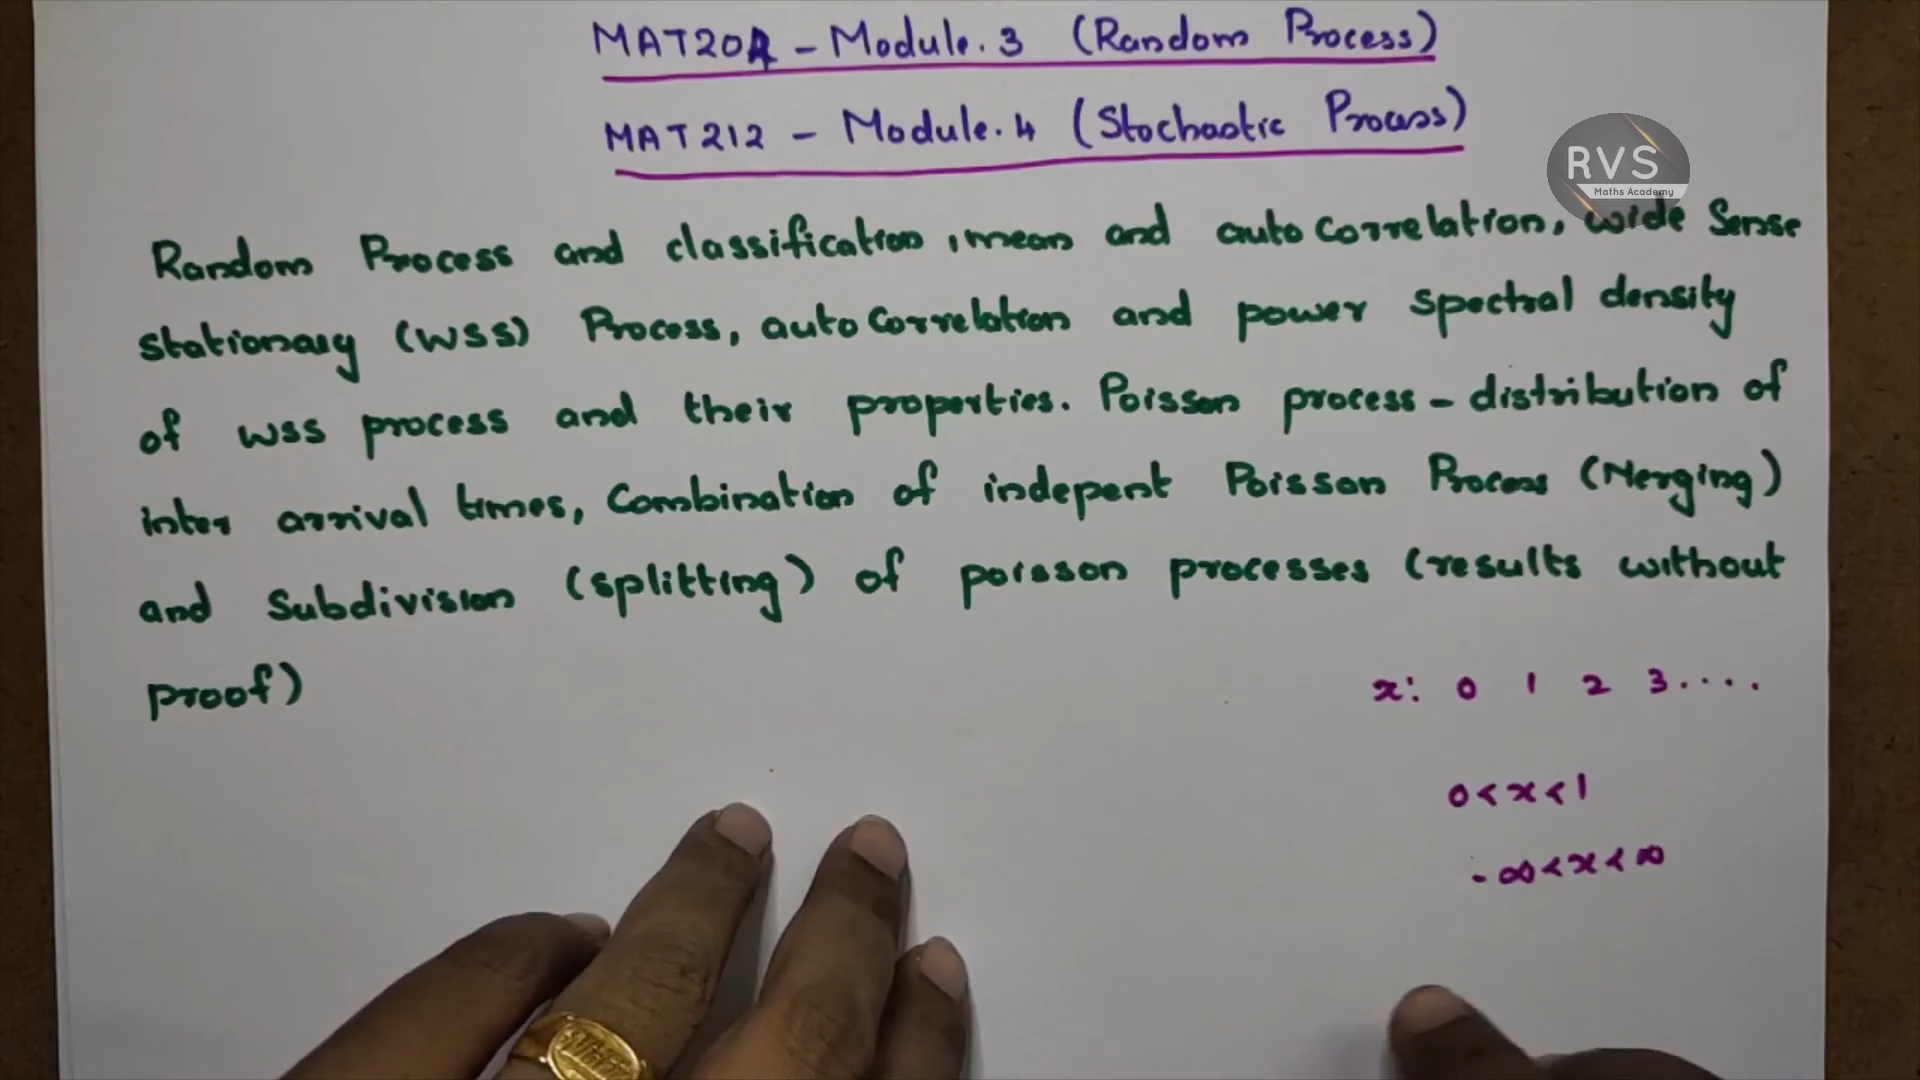 MAT204 - Module.3 (Random Process)
MAT212 - Module.4 (Stochastic Process)
RVS
Maths Academy
Random Process and classification, mean and auto correlation, wide Sense
stationary (WSS) Process, auto correlation and power spectral density
of WSS process and their properties. Poisson process - distribution of
inter arrival times, Combination of indepent Poisson Process (Merging)
and Subdivision (splitting) of poisson processes (results without
proof)
x: 0 1 2 3....
0<x<1
-∞<x<∞